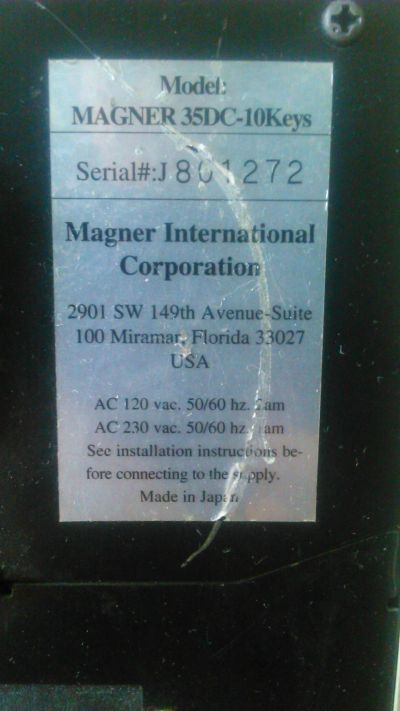 Model:
MAGNER 35DC-10Keys
Serial#:J 801272
Magner International
Corporation
2901 SW 149th Avenue-Suite
100 Miramar, Florida 33027
USA
AC 120 vac. 50/60 hz.
AC 230 vac. 50/60 hz.
See installation instructions be-
fore connecting to the supply.
Made in Japan